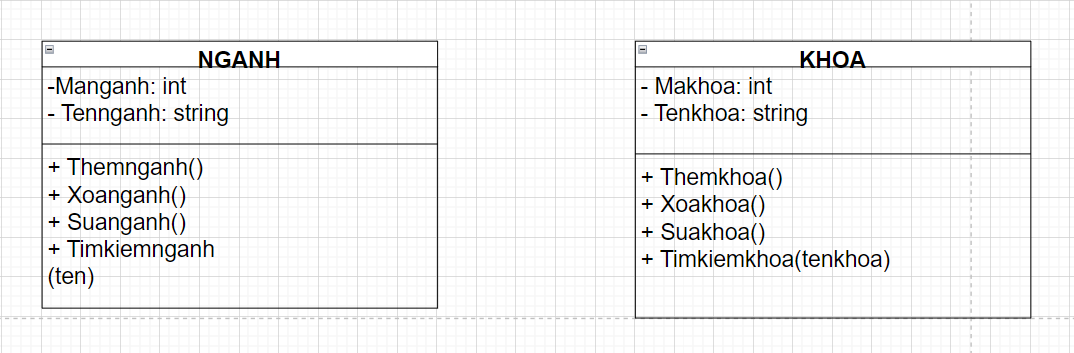 NGANH
-Manganh: int
- Tennganh: string
+ Themnganh()
+ Xoanganh()
+ Suanganh()
+ Timkiemnganh
(ten)
KHOA
- Makhoa: int
- Tenkhoa: string
+ Themkhoa()
+ Xoakhoa()
+ Suakhoa()
+ Timkiemkhoa(tenkhoa)